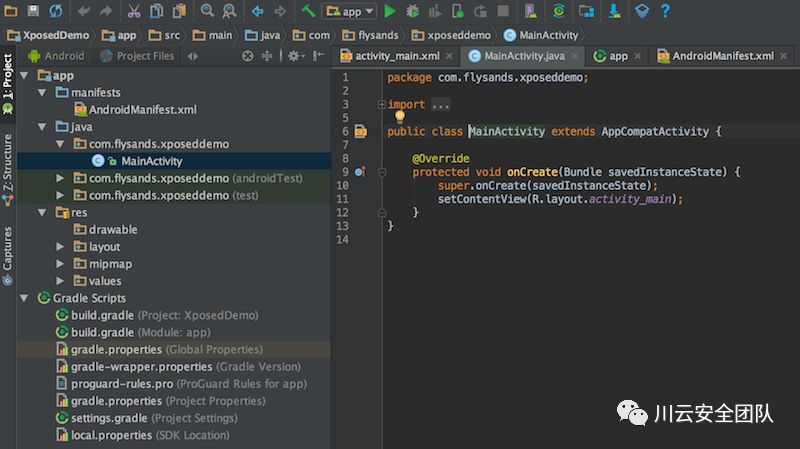 app
XposedDemo app src main java com flysands xposeddemo MainActivity
Android Project Files
activity_main.xml MainActivity.java app AndroidManifest.xml
1: Project
Z: Structure
Captures
app
manifests
AndroidManifest.xml
java
com.flysands.xposeddemo
MainActivity
com.flysands.xposeddemo (androidTest)
com.flysands.xposeddemo (test)
res
drawable
layout
mipmap
values
Gradle Scripts
build.gradle (Project: XposedDemo)
build.gradle (Module: app)
gradle.properties (Global Properties)
gradle-wrapper.properties (Gradle Version)
proguard-rules.pro (ProGuard Rules for app)
gradle.properties (Project Properties)
settings.gradle (Project Settings)
local.properties (SDK Location)
1 package com.flysands.xposeddemo;
2
3 import ...
5
6 public class MainActivity extends AppCompatActivity {
7
8 @Override
9 protected void onCreate(Bundle savedInstanceState) {
10 super.onCreate(savedInstanceState);
11 setContentView(R.layout.activity_main);
12 }
13 }
14
川云安全团队